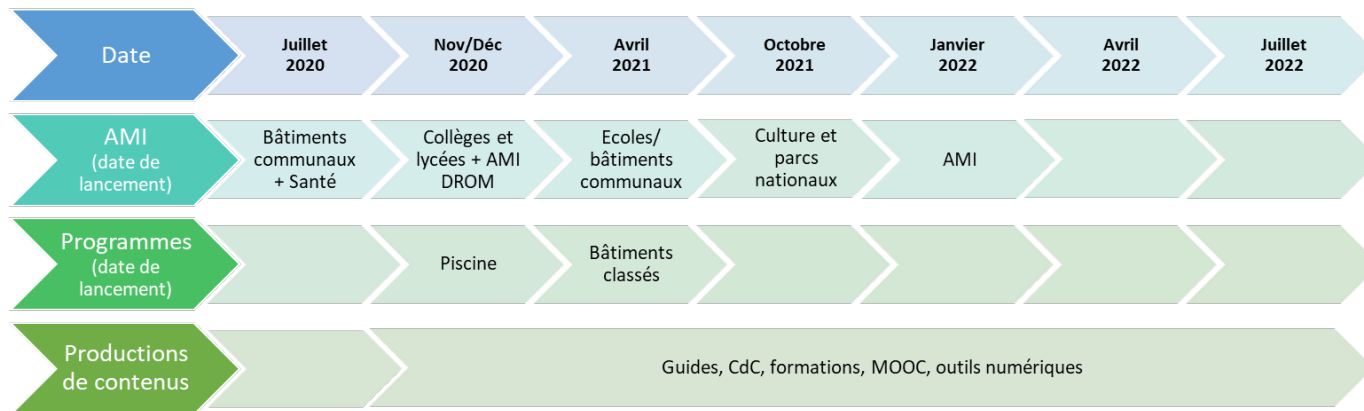 Date
Juillet
2020
Nov/Déc
2020
Avril
2021
Octobre
2021
Janvier
2022
Avril
2022
Juillet
2022
AMI
(date de
lancement)
Bâtiments
communaux
+ Santé
Collèges et
lycées + AMI
DROM
Ecoles/
bâtiments
communaux
Culture et
parcs
nationaux
AMI
Programmes
(date de
lancement)
Piscine
Bâtiments
classés
Productions
de contenus
Guides, CdC, formations, MOOC, outils numériques